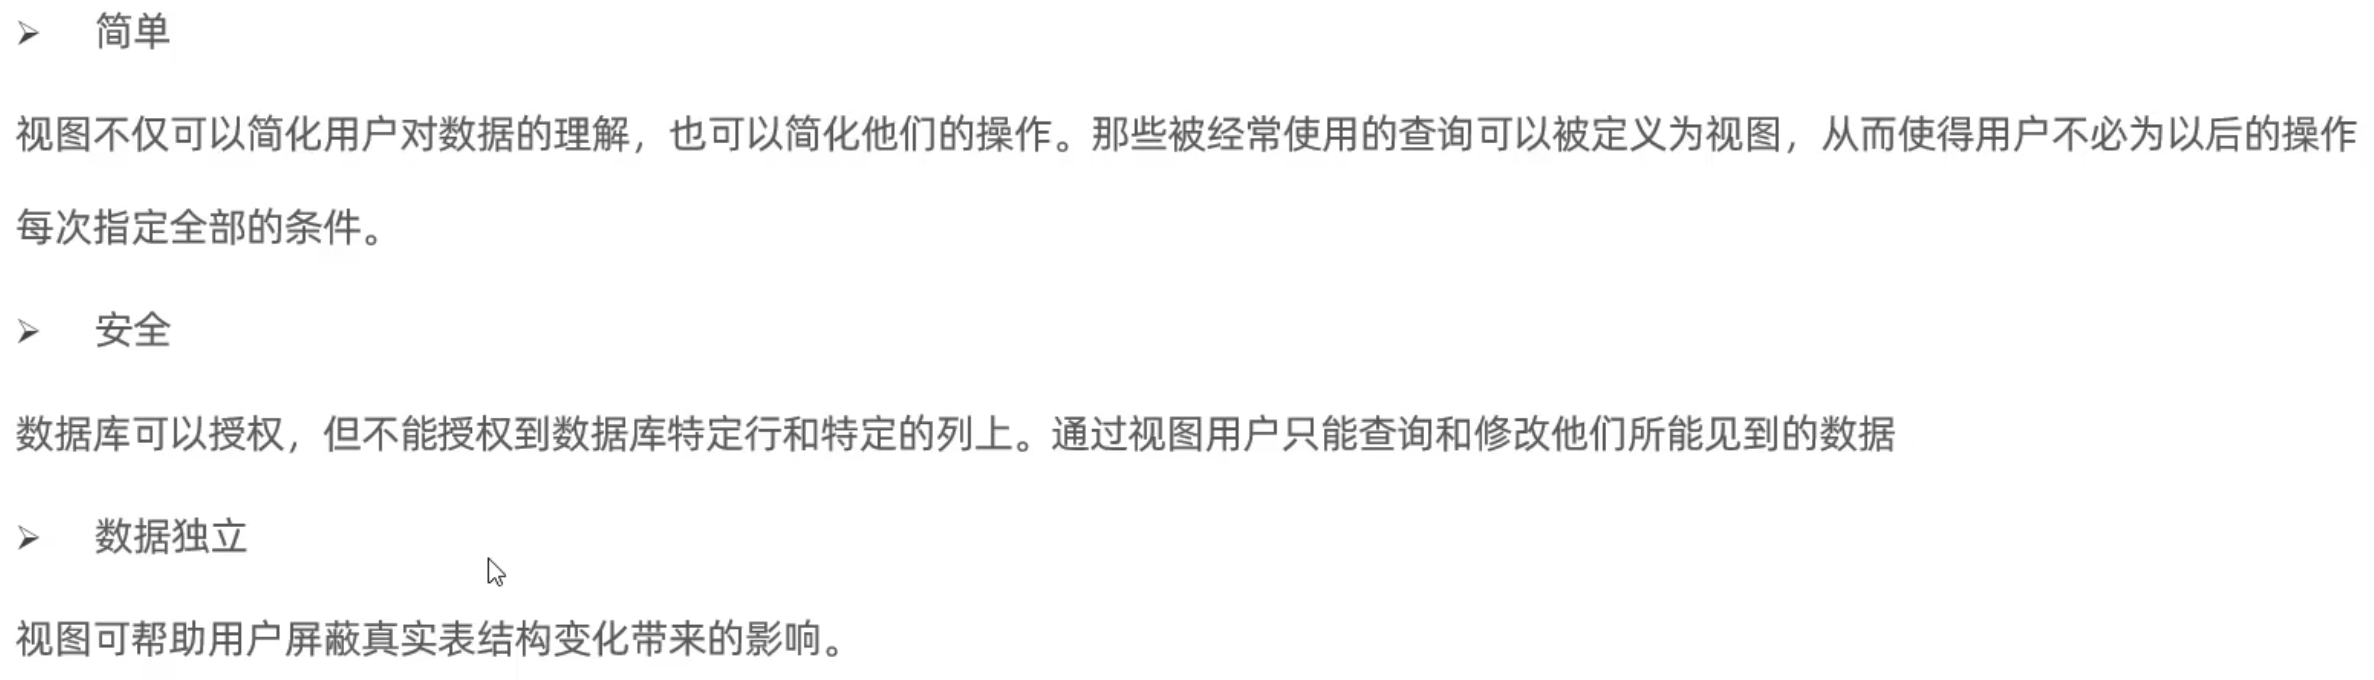 ➢ 简单
视图不仅可以简化用户对数据的理解，也可以简化他们的操作。那些被经常使用的查询可以被定义为视图，从而使得用户不必为以后的操作
每次指定全部的条件。
➢ 安全
数据库可以授权，但不能授权到数据库特定行和特定的列上。通过视图用户只能查询和修改他们所能见到的数据
➢ 数据独立
视图可帮助用户屏蔽真实表结构变化带来的影响。